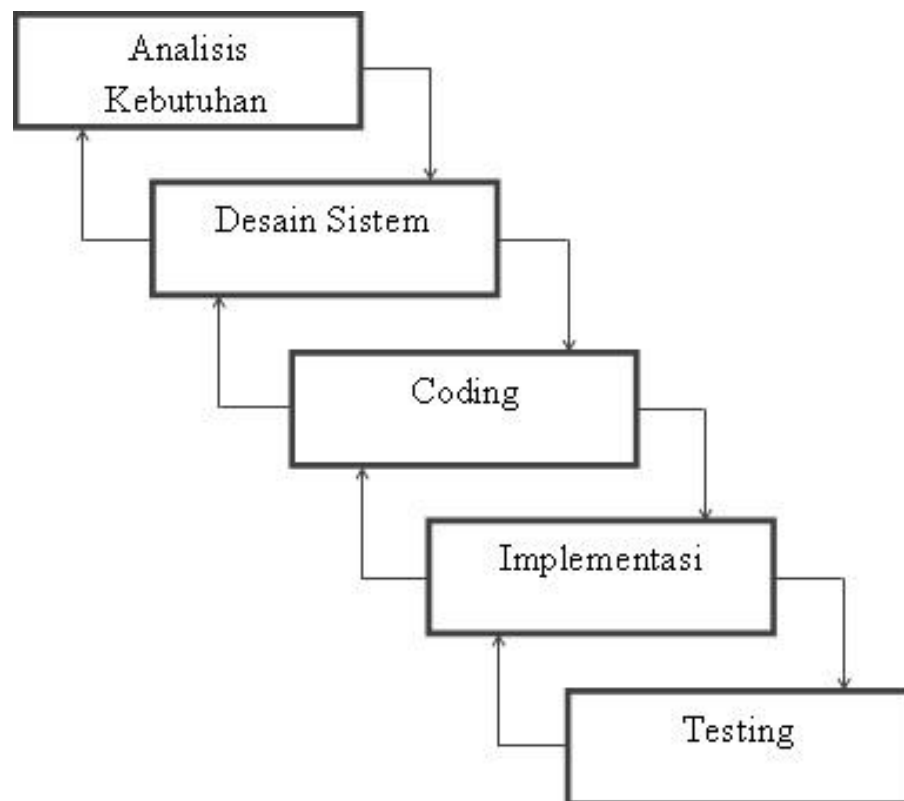 Analisis
Kebutuhan
Desain Sistem
Coding
Implementasi
Testing